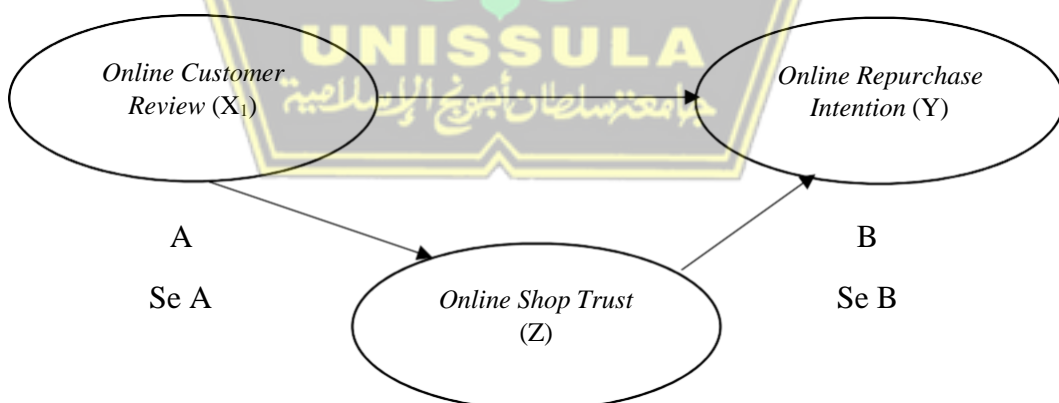 UNISSULA
جامعة سلطان أجونج الإسلامية
Online Customer
Review (X₁)
Online Repurchase
Intention (Y)
A
B
Se A
Se B
Online Shop Trust
(Z)